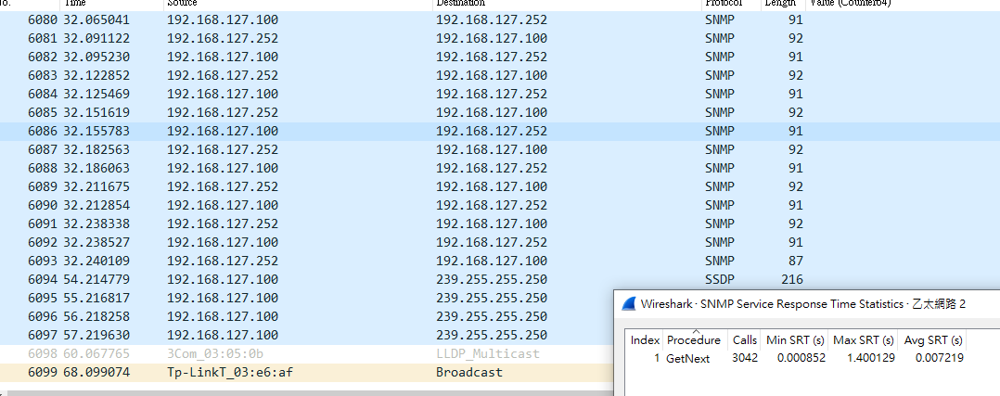 No. Time Source Destination Protocol Length Value (Counter64)
6080 32.065041 192.168.127.100 192.168.127.252 SNMP 91
6081 32.091122 192.168.127.252 192.168.127.100 SNMP 92
6082 32.095230 192.168.127.100 192.168.127.252 SNMP 91
6083 32.122852 192.168.127.252 192.168.127.100 SNMP 92
6084 32.125469 192.168.127.100 192.168.127.252 SNMP 91
6085 32.151619 192.168.127.252 192.168.127.100 SNMP 92
6086 32.155783 192.168.127.100 192.168.127.252 SNMP 91
6087 32.182563 192.168.127.252 192.168.127.100 SNMP 92
6088 32.186063 192.168.127.100 192.168.127.252 SNMP 91
6089 32.211675 192.168.127.252 192.168.127.100 SNMP 92
6090 32.212854 192.168.127.100 192.168.127.252 SNMP 91
6091 32.238338 192.168.127.252 192.168.127.100 SNMP 92
6092 32.238527 192.168.127.100 192.168.127.252 SNMP 91
6093 32.240109 192.168.127.252 192.168.127.100 SNMP 87
6094 54.214779 192.168.127.100 239.255.255.250 SSDP 216
6095 55.216817 192.168.127.100 239.255.255.250
6096 56.218258 192.168.127.100 239.255.255.250
6097 57.219630 192.168.127.100 239.255.255.250
6098 60.067765 3Com_03:05:0b LLDP_Multicast
6099 68.099074 Tp-LinkT_03:e6:af Broadcast
Wireshark · SNMP Service Response Time Statistics · 乙太網路 2
Index Procedure Calls Min SRT (s) Max SRT (s) Avg SRT (s)
1 GetNext 3042 0.000852 1.400129 0.007219